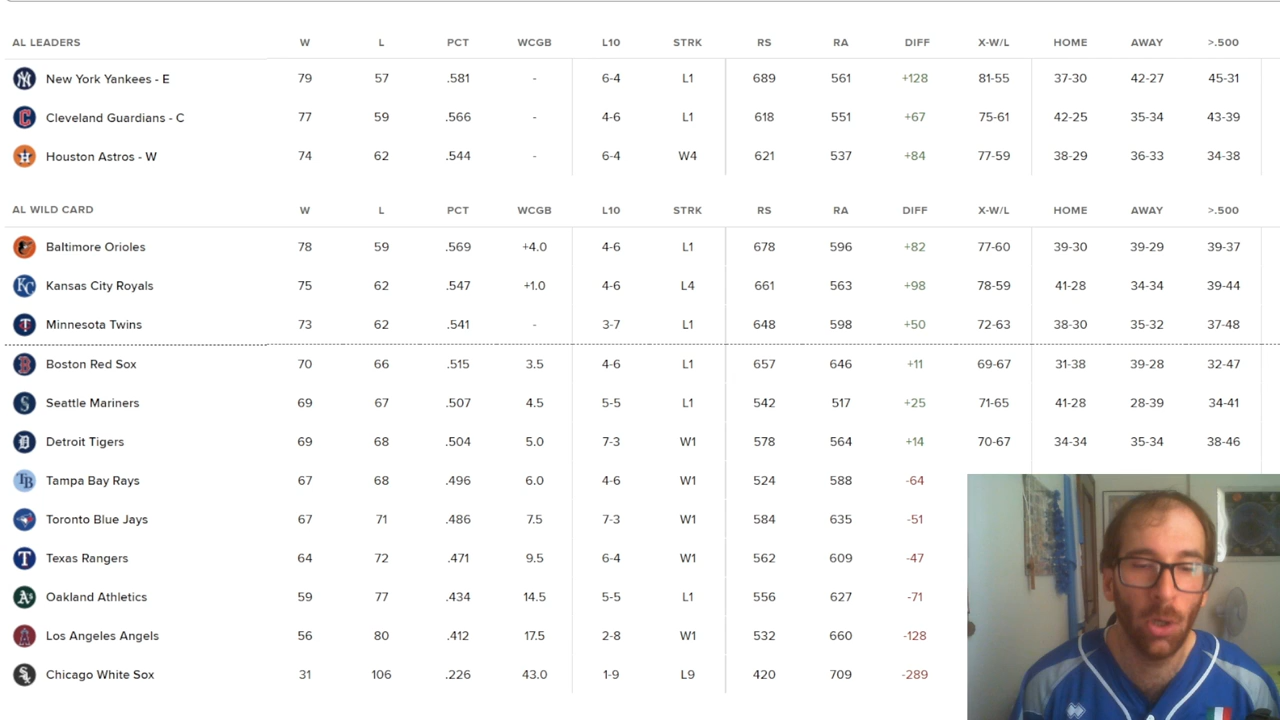 AL LEADERS W L PCT WCGB L10 STRK RS RA DIFF X-W/L HOME AWAY >.500
New York Yankees - E 79 57 .581 - 6-4 L1 689 561 +128 81-55 37-30 42-27 45-31
Cleveland Guardians - C 77 59 .566 - 4-6 L1 618 551 +67 75-61 42-25 35-34 43-39
Houston Astros - W 74 62 .544 - 6-4 W4 621 537 +84 77-59 38-29 36-33 34-38
AL WILD CARD W L PCT WCGB L10 STRK RS RA DIFF X-W/L HOME AWAY >.500
Baltimore Orioles 78 59 .569 +4.0 4-6 L1 678 596 +82 77-60 39-30 39-29 39-37
Kansas City Royals 75 62 .547 +1.0 4-6 L4 661 563 +98 78-59 41-28 34-34 39-44
Minnesota Twins 73 62 .541 - 3-7 L1 648 598 +50 72-63 38-30 35-32 37-48
Boston Red Sox 70 66 .515 3.5 4-6 L1 657 646 +11 69-67 31-38 39-28 32-47
Seattle Mariners 69 67 .507 4.5 5-5 L1 542 517 +25 71-65 41-28 28-39 34-41
Detroit Tigers 69 68 .504 5.0 7-3 W1 578 564 +14 70-67 34-34 35-34 38-46
Tampa Bay Rays 67 68 .496 6.0 4-6 W1 524 588 -64
Toronto Blue Jays 67 71 .486 7.5 7-3 W1 584 635 -51
Texas Rangers 64 72 .471 9.5 6-4 W1 562 609 -47
Oakland Athletics 59 77 .434 14.5 5-5 L1 556 627 -71
Los Angeles Angels 56 80 .412 17.5 2-8 W1 532 660 -128
Chicago White Sox 31 106 .226 43.0 1-9 L9 420 709 -289